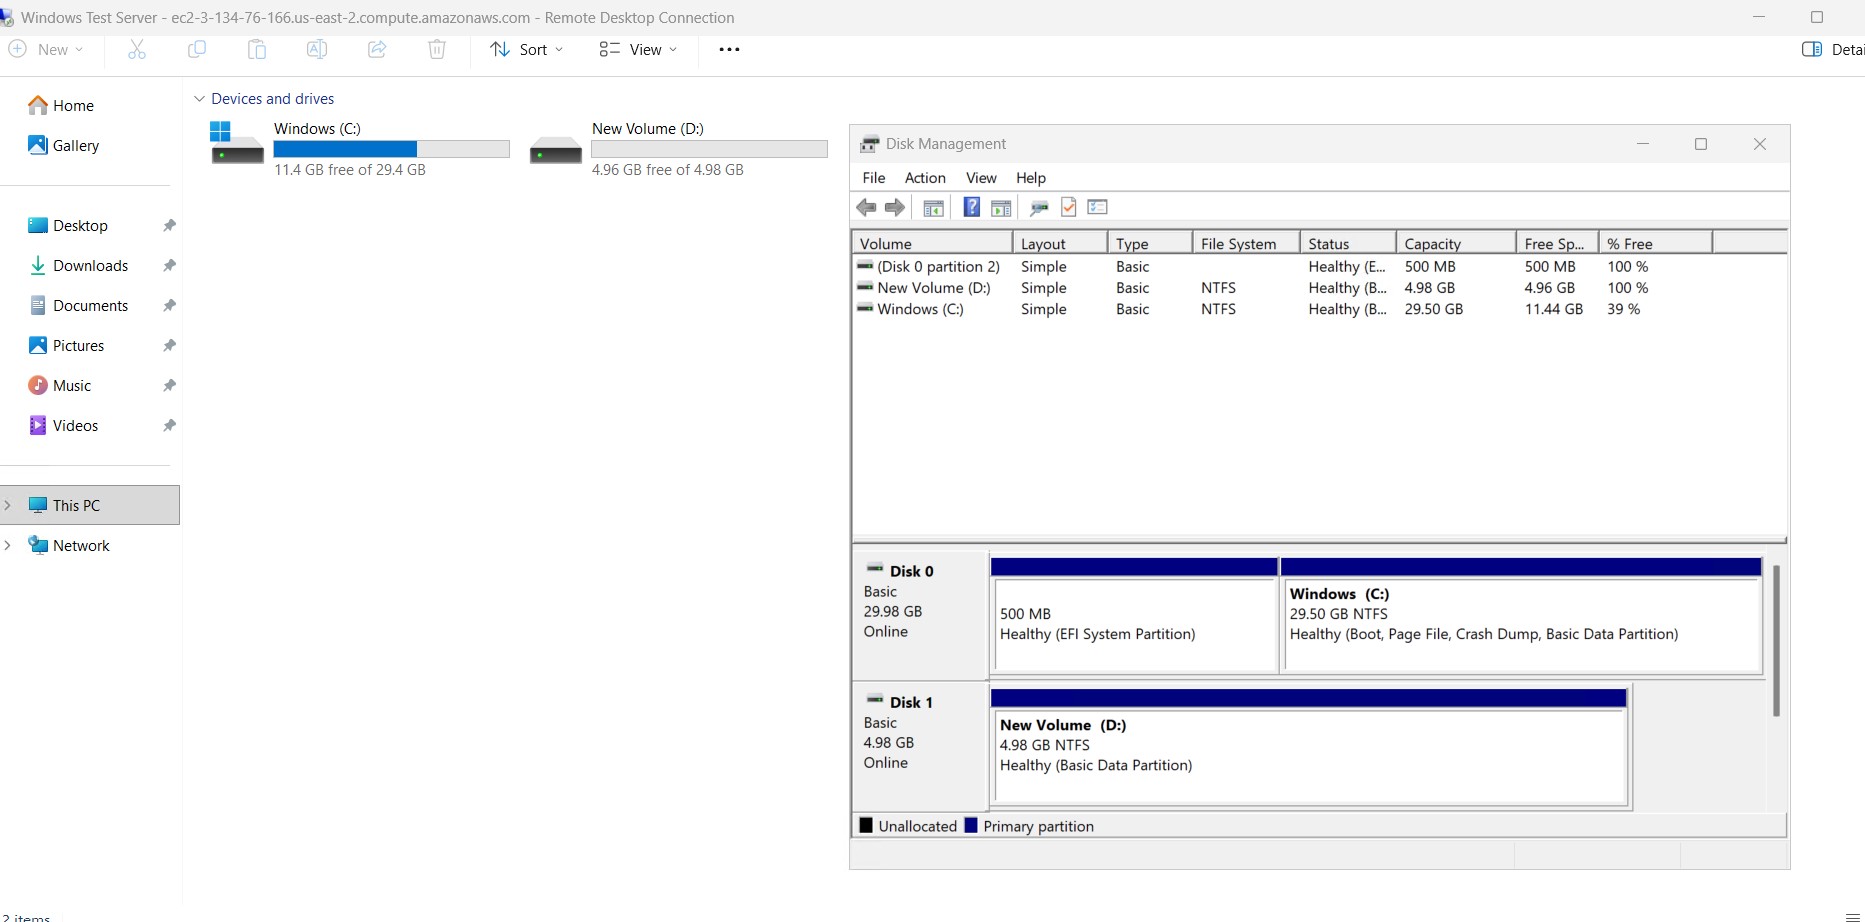 Windows Test Server - ec2-3-134-76-166.us-east-2.compute.amazonaws.com - Remote Desktop Connection
New Sort View ••• Detai
Home
Gallery
Desktop
Downloads
Documents
Pictures
Music
Videos
This PC
Network
Devices and drives
Windows (C:)
11.4 GB free of 29.4 GB
New Volume (D:)
4.96 GB free of 4.98 GB
Disk Management
File Action View Help
Volume Layout Type File System Status Capacity Free Sp... % Free
(Disk 0 partition 2) Simple Basic Healthy (E... 500 MB 500 MB 100 %
New Volume (D:) Simple Basic NTFS Healthy (B... 4.98 GB 4.96 GB 100 %
Windows (C:) Simple Basic NTFS Healthy (B... 29.50 GB 11.44 GB 39 %
Disk 0
Basic
29.98 GB
Online
500 MB
Healthy (EFI System Partition)
Windows (C:)
29.50 GB NTFS
Healthy (Boot, Page File, Crash Dump, Basic Data Partition)
Disk 1
Basic
4.98 GB
Online
New Volume (D:)
4.98 GB NTFS
Healthy (Basic Data Partition)
Unallocated Primary partition
2 items